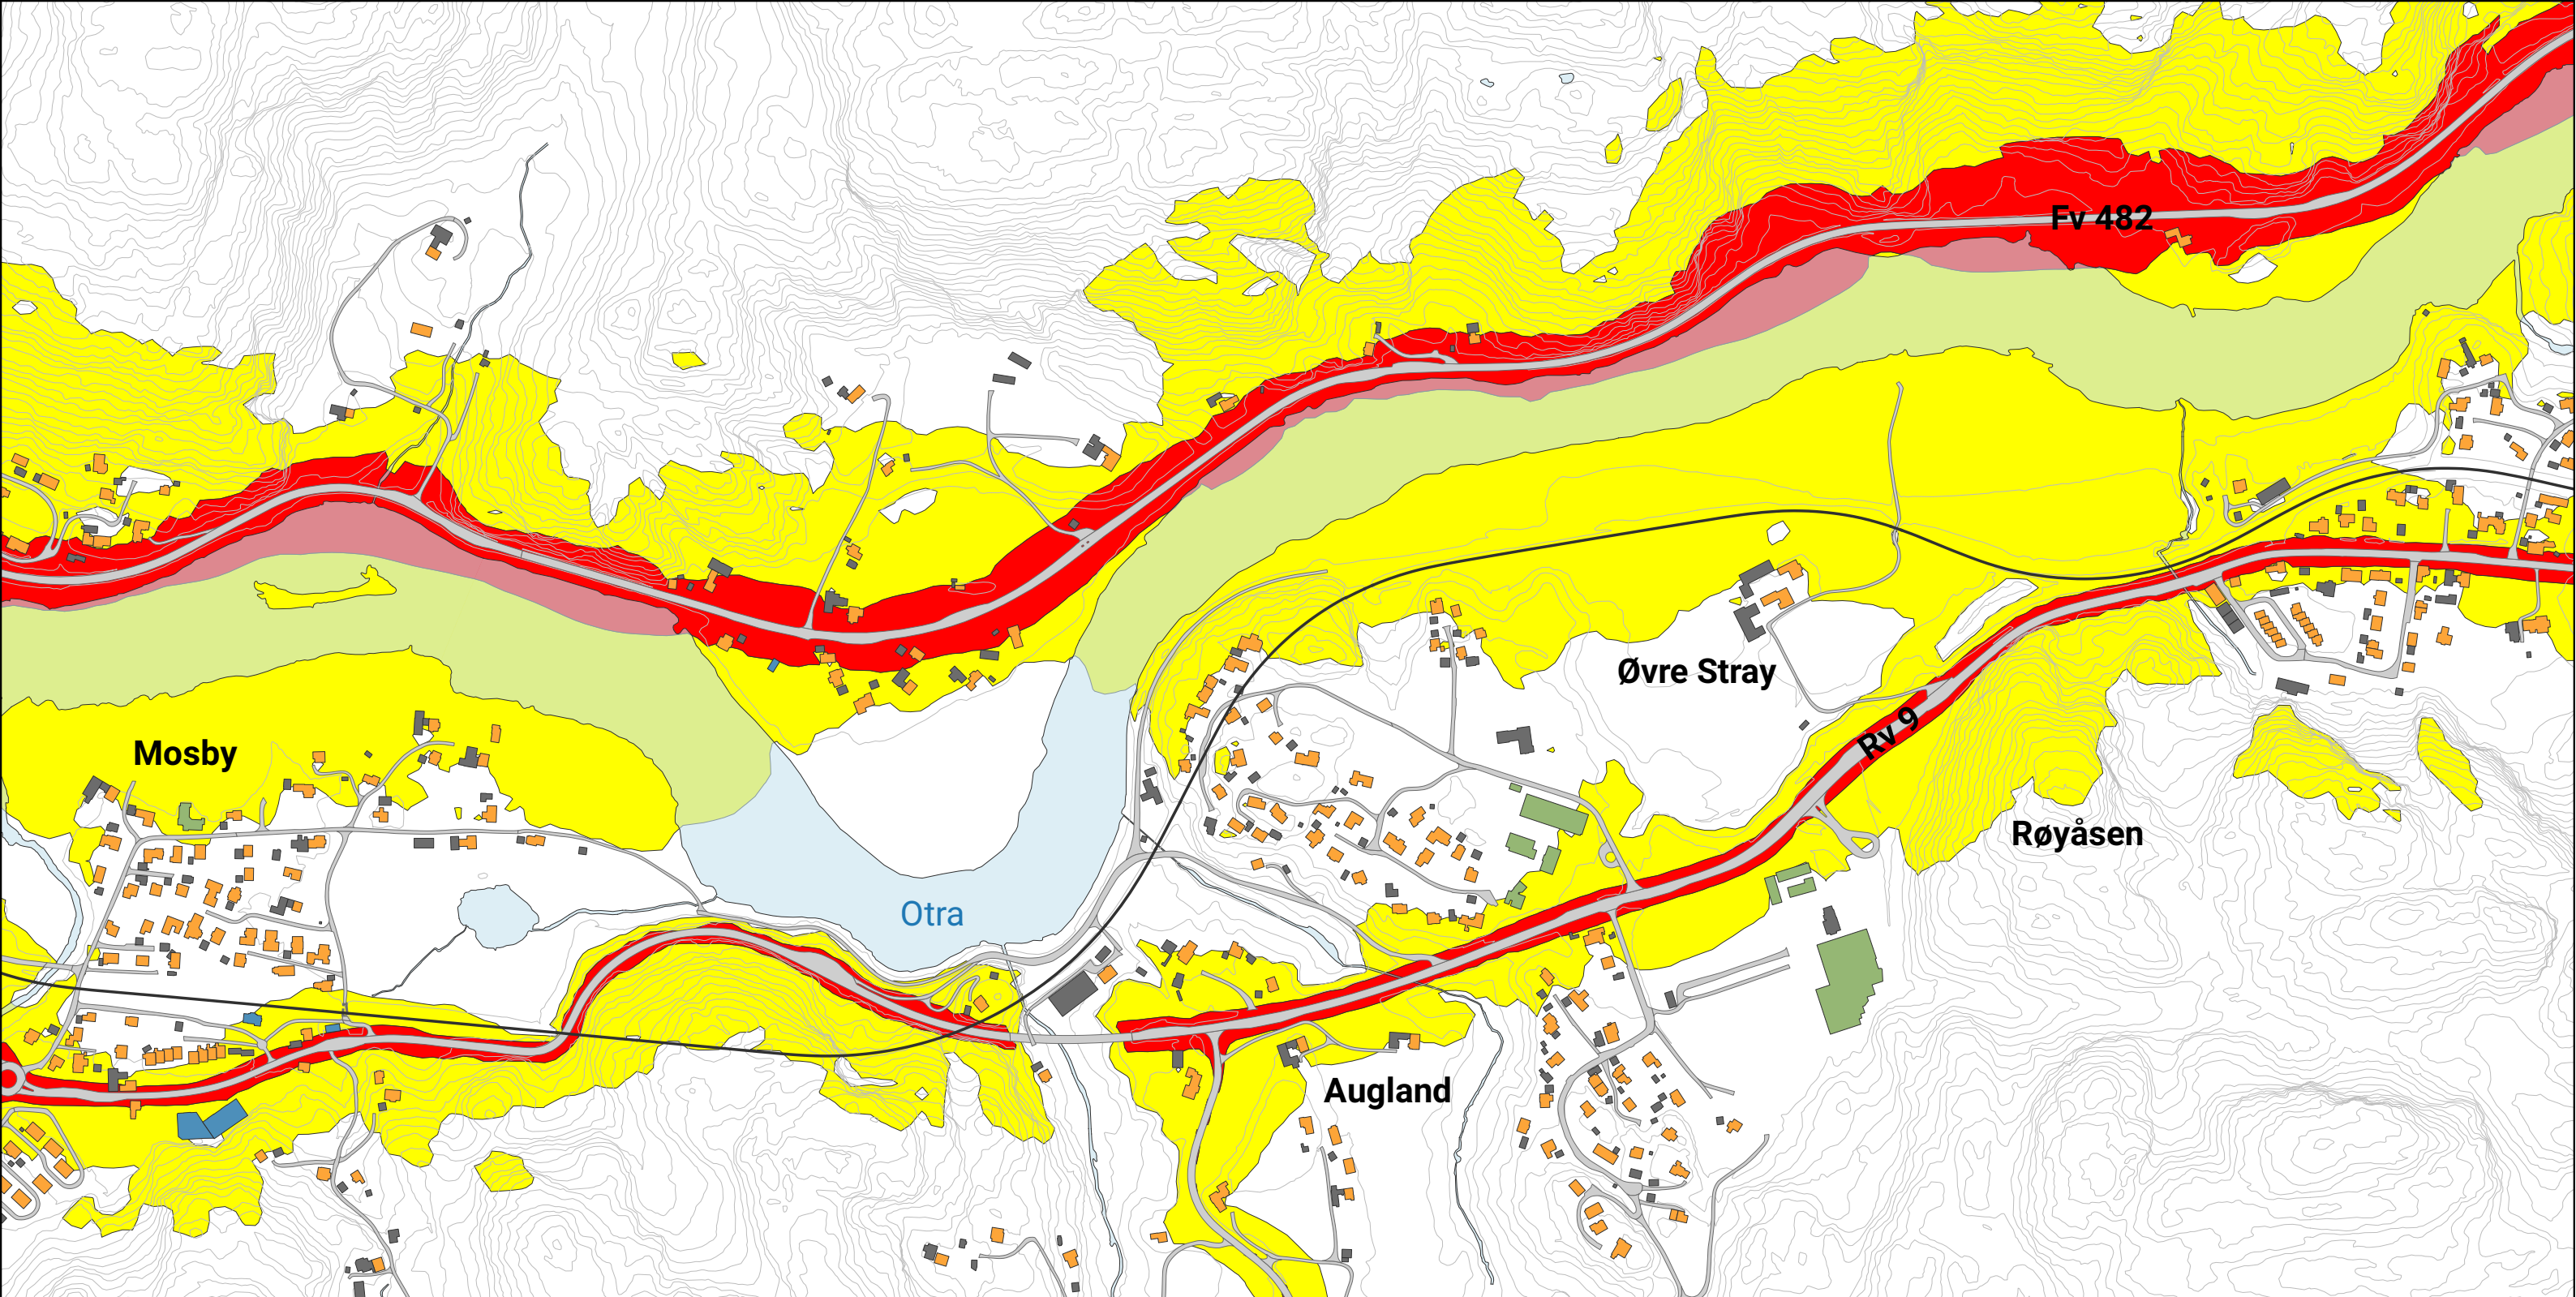 Fv 482
Øvre Stray
Rv 9
Mosby
Røyåsen
Otra
Augland